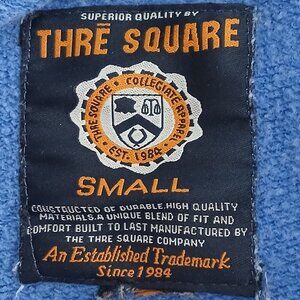 SUPERIOR QUALITY BY
THRĒ SQUARE
THRE SQUARE • COLLEGIATE APPAREL
• EST. 1984 •
SMALL
CONSTRUCTED OF DURABLE, HIGH QUALITY
MATERIALS. A UNIQUE BLEND OF FIT AND
COMFORT BUILT TO LAST MANUFACTURED BY
THE THRE SQUARE COMPANY
An Established Trademark
Since 1984